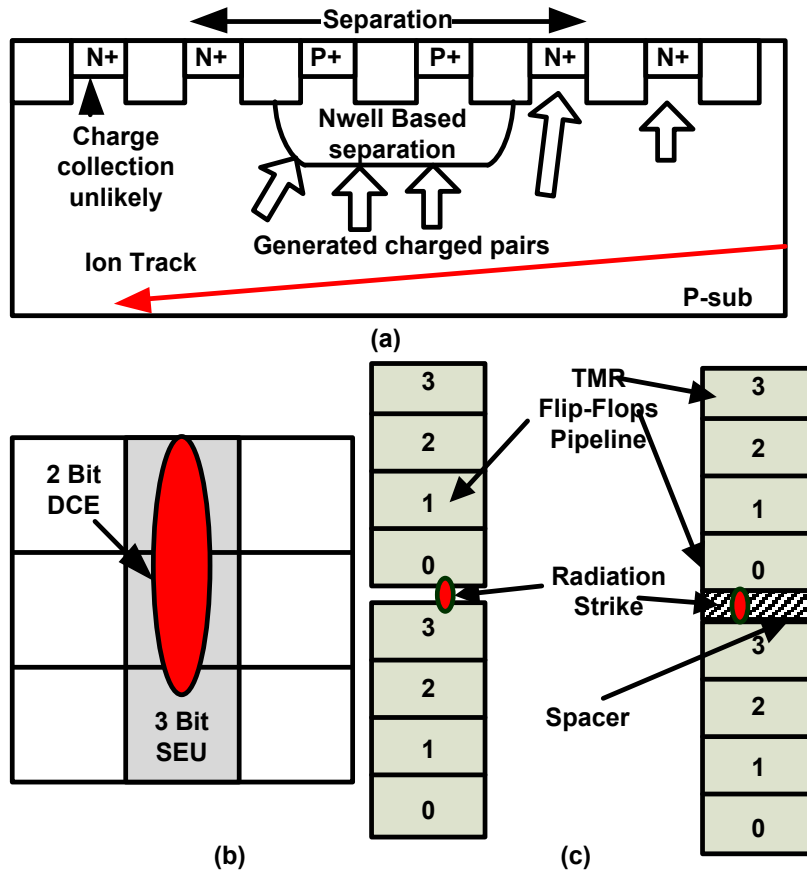 Separation
N+ N+ P+ P+ N+ N+
Charge
collection
unlikely
Nwell Based
separation
Generated charged pairs
Ion Track
P-sub
(a)
2 Bit
DCE
3 Bit
SEU
(b)
3
2
1
0
3
2
1
0
TMR
Flip-Flops
Pipeline
Radiation
Strike
Spacer
3
2
1
0
3
2
1
0
(c)